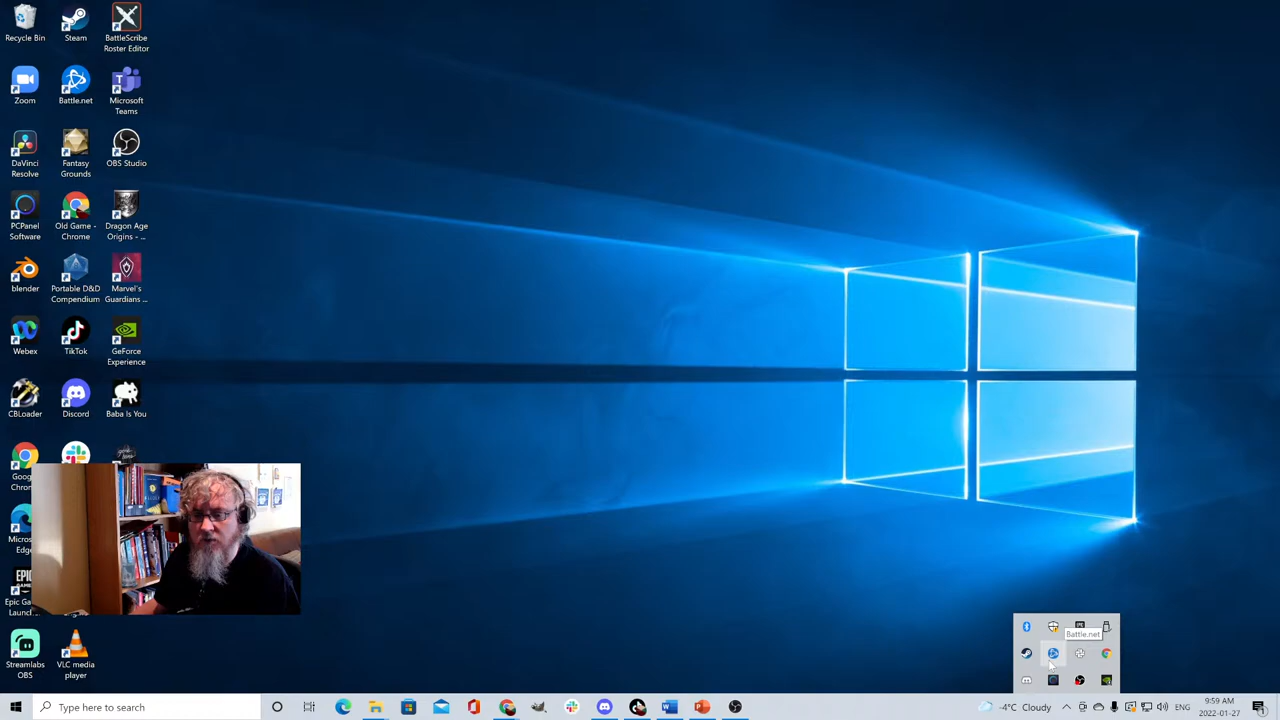 Recycle Bin
Steam
BattleScribe
Roster Editor
Zoom
Battle.net
Microsoft
Teams
DaVinci
Resolve
Fantasy
Grounds
OBS Studio
PCPanel
Software
Old Game -
Chrome
Dragon Age
Origins - ...
blender
Portable D&D
Compendium
Marvel's
Guardians ...
Webex
TikTok
GeForce
Experience
CBLoader
Discord
Baba Is You
Goog
Chrom
Micros
Edg
EPIC
Epic Ga
Launch
Streamlabs
OBS
VLC media
player
Battle.net
Type here to search
-4°C Cloudy
ENG
9:59 AM
2022-01-27